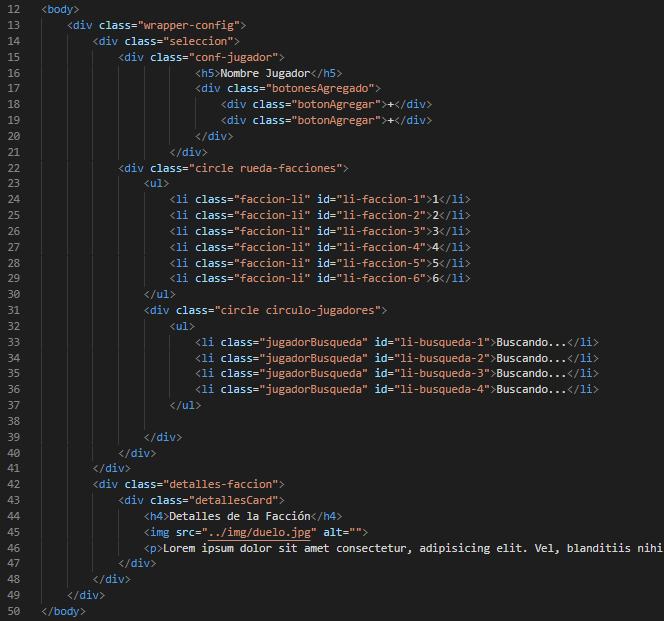 12 <body>
13 <div class="wrapper-config">
14 <div class="seleccion">
15 <div class="conf-jugador">
16 <h5>Nombre Jugador</h5>
17 <div class="botonesAgregado">
18 <div class="botonAgregar">+</div>
19 <div class="botonAgregar">+</div>
20 </div>
21 </div>
22 <div class="circle rueda-facciones">
23 <ul>
24 <li class="faccion-li" id="li-faccion-1">1</li>
25 <li class="faccion-li" id="li-faccion-2">2</li>
26 <li class="faccion-li" id="li-faccion-3">3</li>
27 <li class="faccion-li" id="li-faccion-4">4</li>
28 <li class="faccion-li" id="li-faccion-5">5</li>
29 <li class="faccion-li" id="li-faccion-6">6</li>
30 </ul>
31 <div class="circle circulo-jugadores">
32 <ul>
33 <li class="jugadorBusqueda" id="li-busqueda-1">Buscando...</li>
34 <li class="jugadorBusqueda" id="li-busqueda-2">Buscando...</li>
35 <li class="jugadorBusqueda" id="li-busqueda-3">Buscando...</li>
36 <li class="jugadorBusqueda" id="li-busqueda-4">Buscando...</li>
37 </ul>
38
39 </div>
40 </div>
41 </div>
42 <div class="detalles-faccion">
43 <div class="detallesCard">
44 <h4>Detalles de la Facción</h4>
45 <img src="../img/duelo.jpg" alt="">
46 <p>Lorem ipsum dolor sit amet consectetur, adipisicing elit. Vel, blanditiis nihi
47 </div>
48 </div>
49 </div>
50 </body>